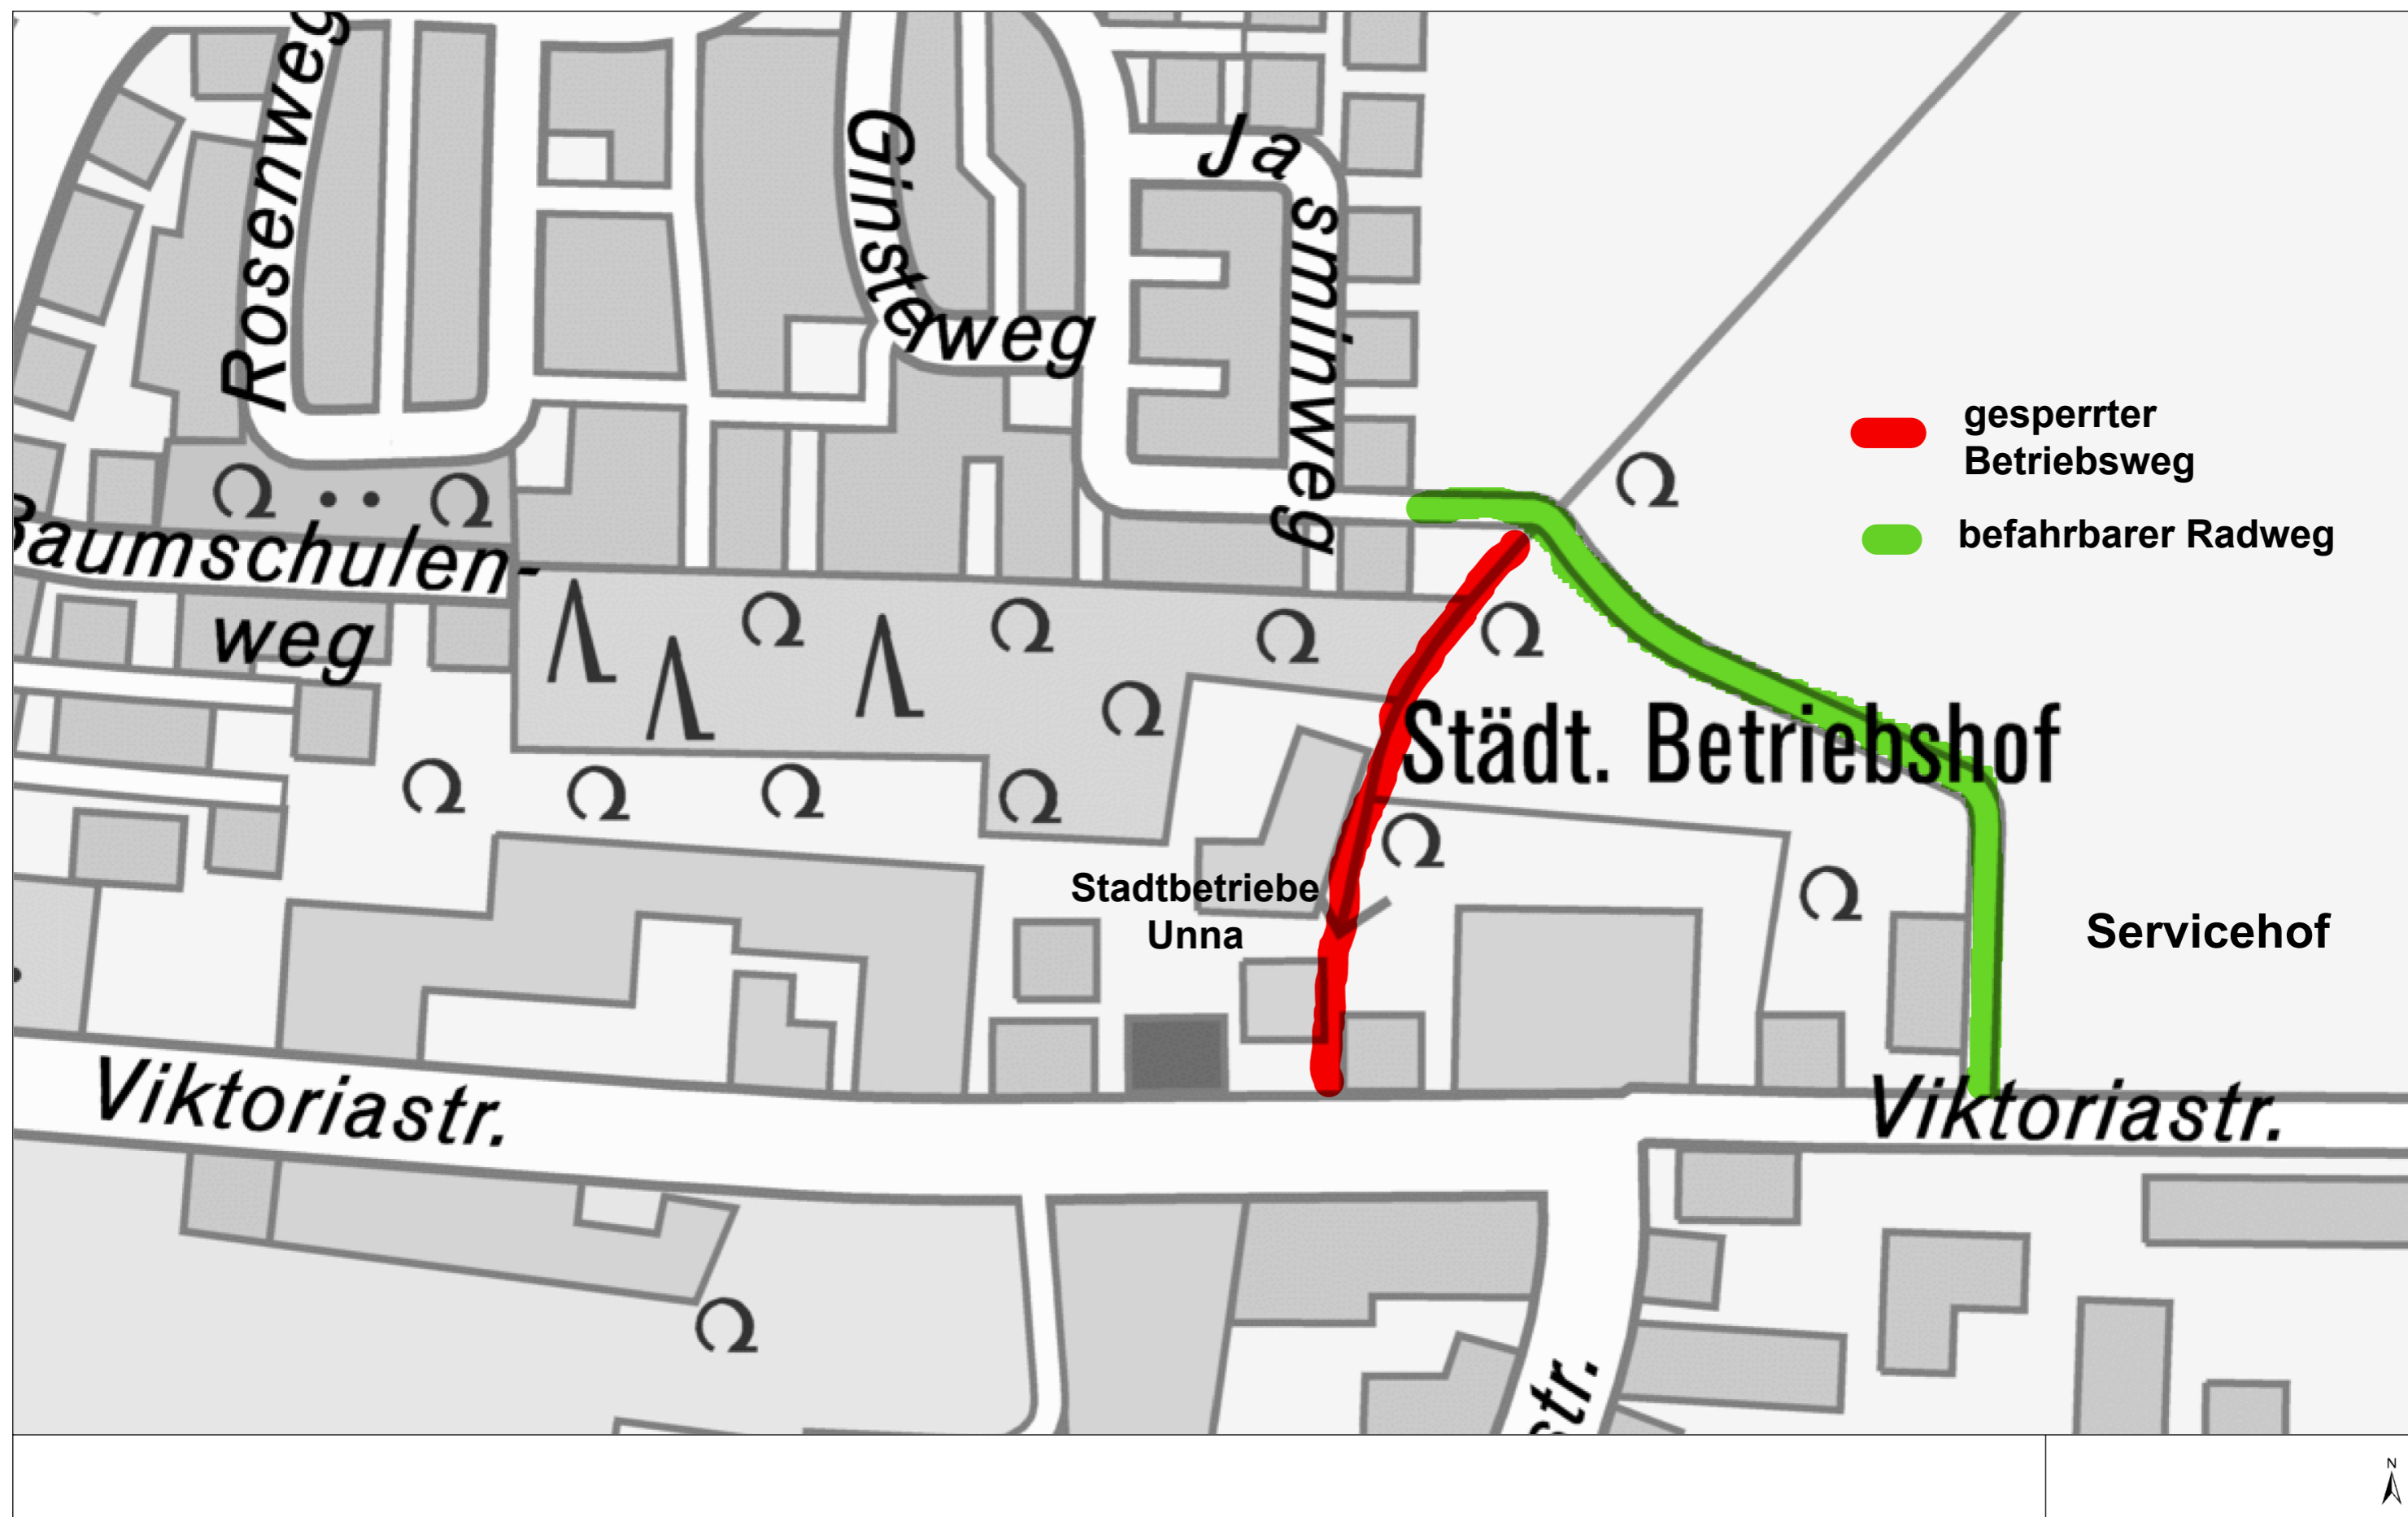 Rosenweg
Ginsterweg
Jasminweg
gesperrter
Betriebsweg
befahrbarer Radweg
Baumschulen-
weg
Städt. Betriebshof
Stadtbetriebe
Unna
Servicehof
Viktoriastr.
Viktoriastr.
str.
N